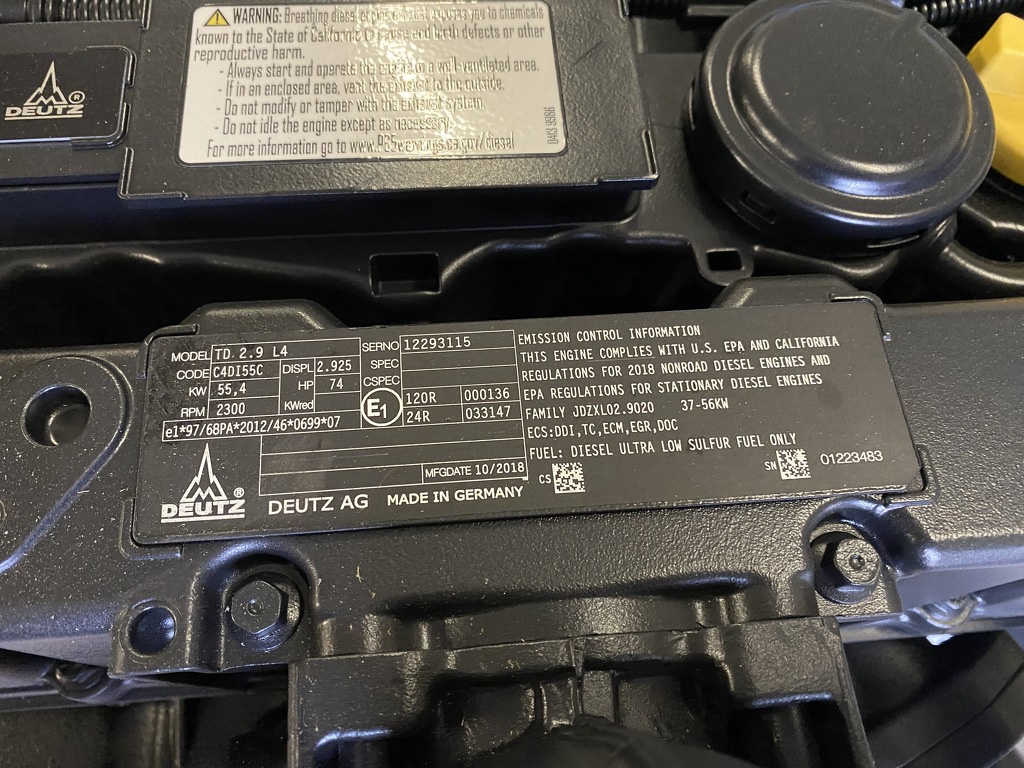 WARNING: Breathing diesel engine exhaust exposes you to chemicals
known to the State of California to cause and birth defects or other
reproductive harm.
- Always start and operate the engine in a well-ventilated area.
- If in an enclosed area, vent the exhaust to the outside.
- Do not modify or tamper with the exhaust system.
- Do not idle the engine except as necessary.
For more information go to www.P65warnings.ca.gov/diesel
0413 9986
DEUTZ®
MODEL TD 2.9 L4
CODE C4DI55C DISPL 2.925
KW 55,4 HP 74
RPM 2300 KWred
e1*97/68PA*2012/46*0699*07
SERNO 12293115
SPEC
CSPEC
E1 120R 000136
24R 033147
MFGDATE 10/2018
DEUTZ®
DEUTZ AG MADE IN GERMANY
EMISSION CONTROL INFORMATION
THIS ENGINE COMPLIES WITH U.S. EPA AND CALIFORNIA
REGULATIONS FOR 2018 NONROAD DIESEL ENGINES AND
EPA REGULATIONS FOR STATIONARY DIESEL ENGINES
FAMILY JDZXL02.9020 37-56KW
ECS:DDI,TC,ECM,EGR,DOC
FUEL: DIESEL ULTRA LOW SULFUR FUEL ONLY
CS SN 01223483